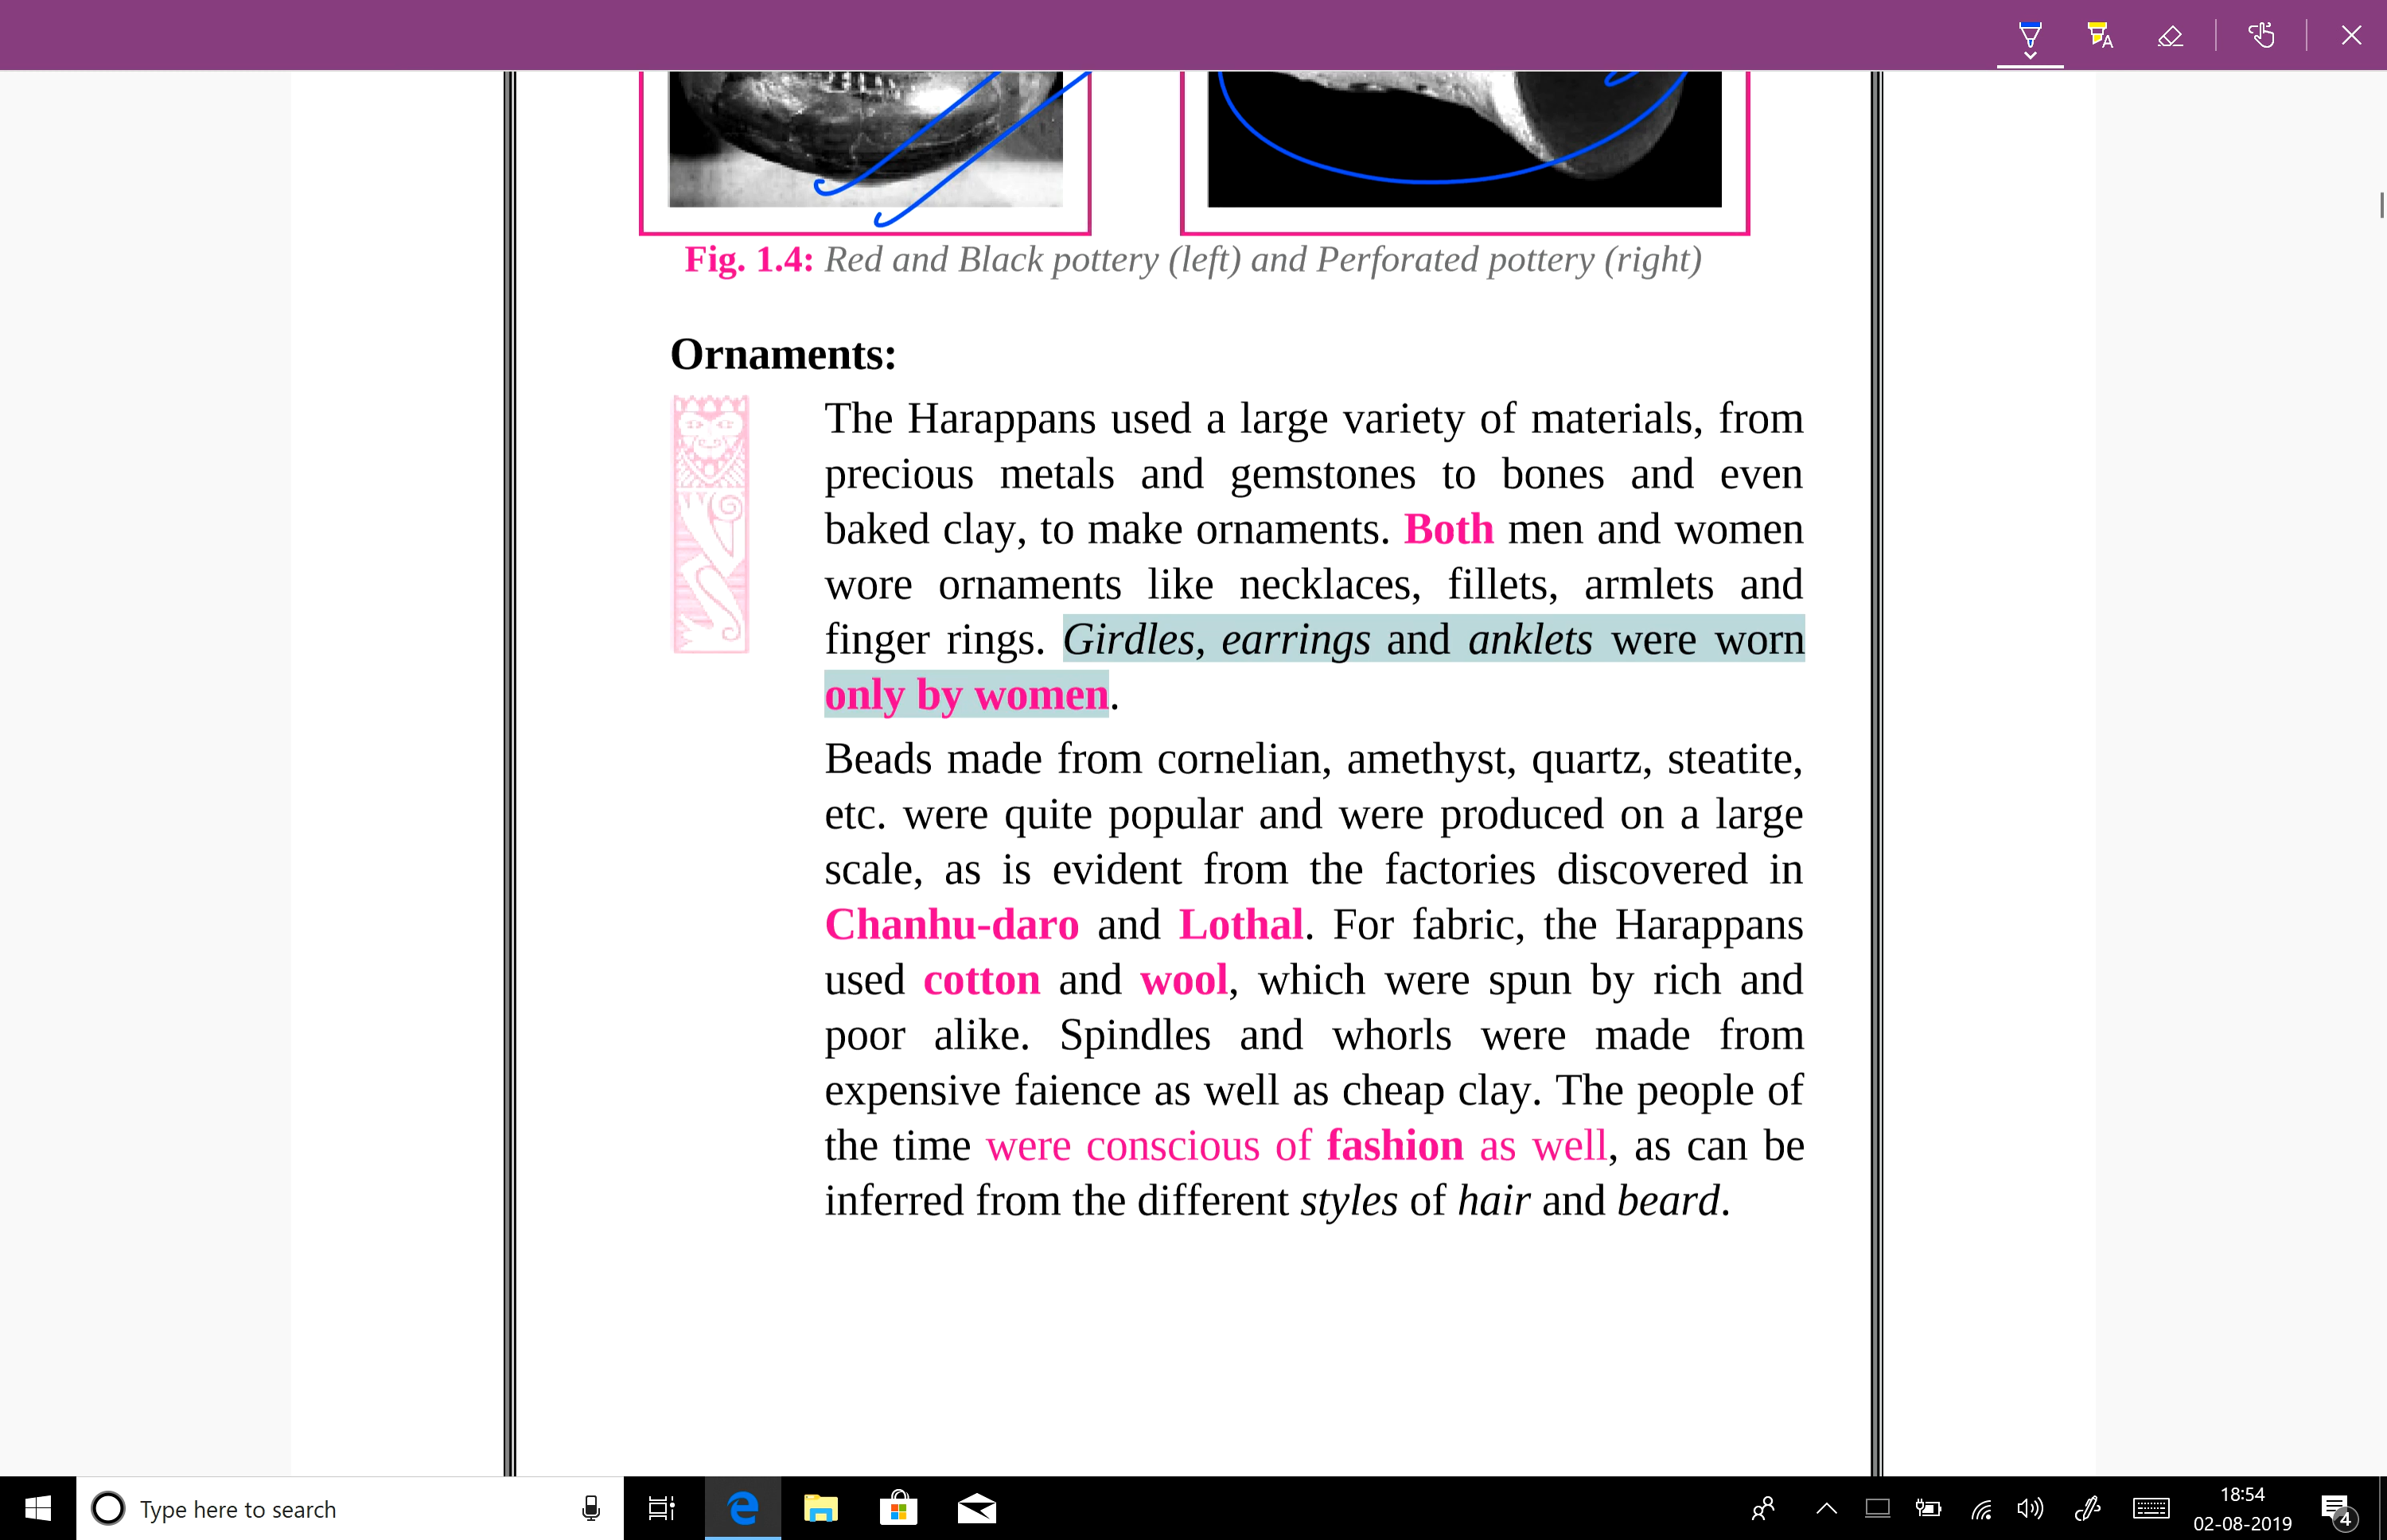 Fig. 1.4: Red and Black pottery (left) and Perforated pottery (right)
Ornaments:
The Harappans used a large variety of materials, from
precious metals and gemstones to bones and even
baked clay, to make ornaments. Both men and women
wore ornaments like necklaces, fillets, armlets and
finger rings. Girdles, earrings and anklets were worn
only by women.
Beads made from cornelian, amethyst, quartz, steatite,
etc. were quite popular and were produced on a large
scale, as is evident from the factories discovered in
Chanhu-daro and Lothal. For fabric, the Harappans
used cotton and wool, which were spun by rich and
poor alike. Spindles and whorls were made from
expensive faience as well as cheap clay. The people of
the time were conscious of fashion as well, as can be
inferred from the different styles of hair and beard.
Type here to search
18:54
02-08-2019
4